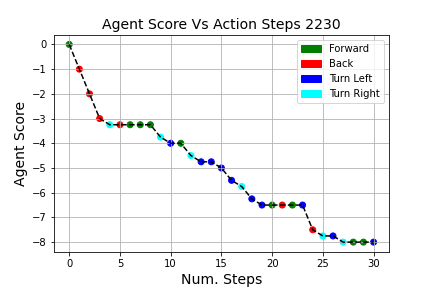 Agent Score Vs Action Steps 2230
Agent Score
0
−1
−2
−3
−4
−5
−6
−7
−8
Forward
Back
Turn Left
Turn Right
0 5 10 15 20 25 30
Num. Steps